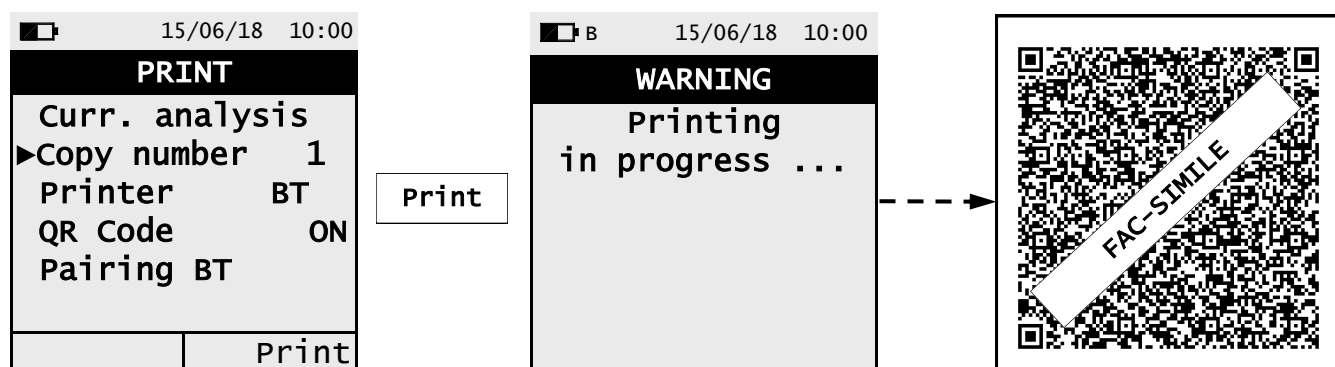 15/06/18 10:00
PRINT
Curr. analysis
▶Copy number 1
Printer BT
QR Code ON
Pairing BT
Print
Print
B 15/06/18 10:00
WARNING
Printing
in progress ...
FAC-SIMILE